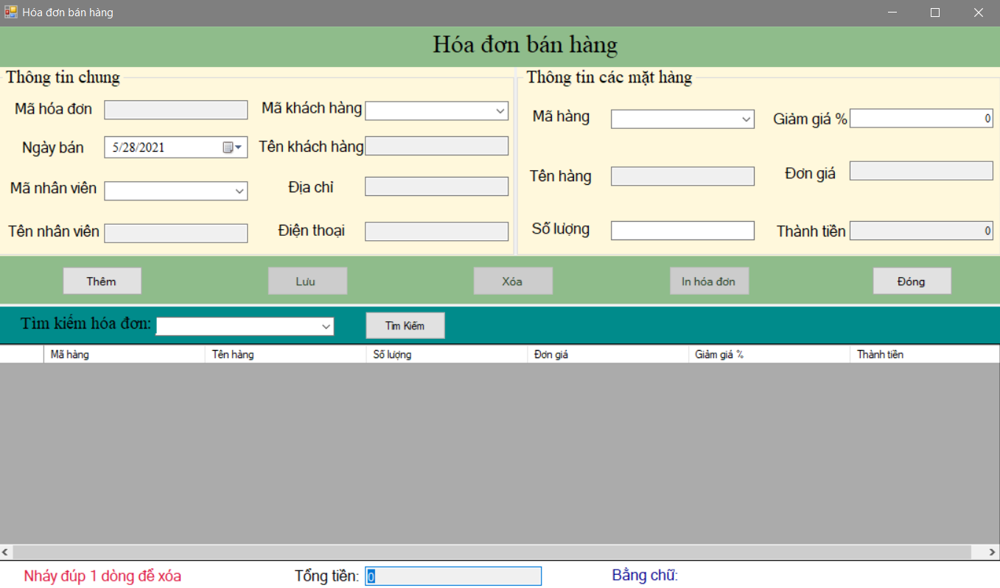 Hóa đơn bán hàng
Hóa đơn bán hàng
Thông tin chung
Mã hóa đơn
Mã khách hàng
Ngày bán 5/28/2021
Tên khách hàng
Mã nhân viên
Địa chỉ
Tên nhân viên
Điện thoại
Thông tin các mặt hàng
Mã hàng
Giảm giá % 0
Tên hàng
Đơn giá
Số lượng
Thành tiền 0
Thêm Lưu Xóa In hóa đơn Đóng
Tìm kiếm hóa đơn: Tìm Kiếm
Mã hàng Tên hàng Số lượng Đơn giá Giảm giá % Thành tiền
Nháy đúp 1 dòng để xóa Tổng tiền: 0 Bằng chữ: